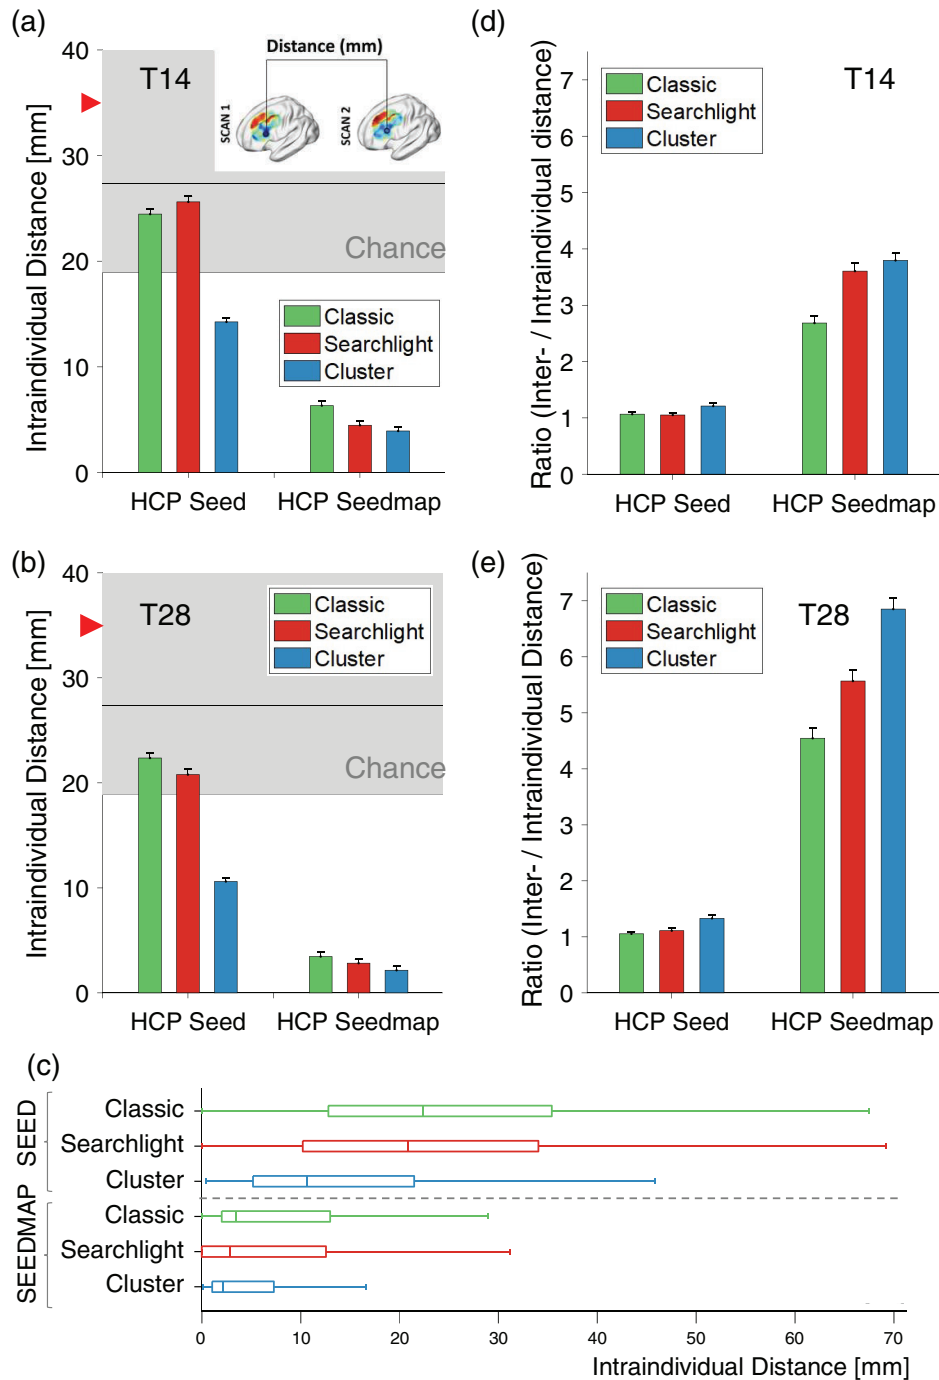 (a)
Intraindividual Distance [mm]
40
30
20
10
0
T14
Distance (mm)
SCAN 1
SCAN 2
Chance
Classic
Searchlight
Cluster
HCP Seed
HCP Seedmap
(d)
Ratio (Inter- / Intraindividual distance)
7
6
5
4
3
2
1
0
Classic
Searchlight
Cluster
T14
HCP Seed
HCP Seedmap
(b)
Intraindividual Distance [mm]
40
30
20
10
0
T28
Classic
Searchlight
Cluster
Chance
HCP Seed
HCP Seedmap
(e)
Ratio (Inter- / Intraindividual Distance)
7
6
5
4
3
2
1
0
Classic
Searchlight
Cluster
T28
HCP Seed
HCP Seedmap
(c)
SEED
Classic
Searchlight
Cluster
SEEDMAP
Classic
Searchlight
Cluster
0 10 20 30 40 50 60 70
Intraindividual Distance [mm]